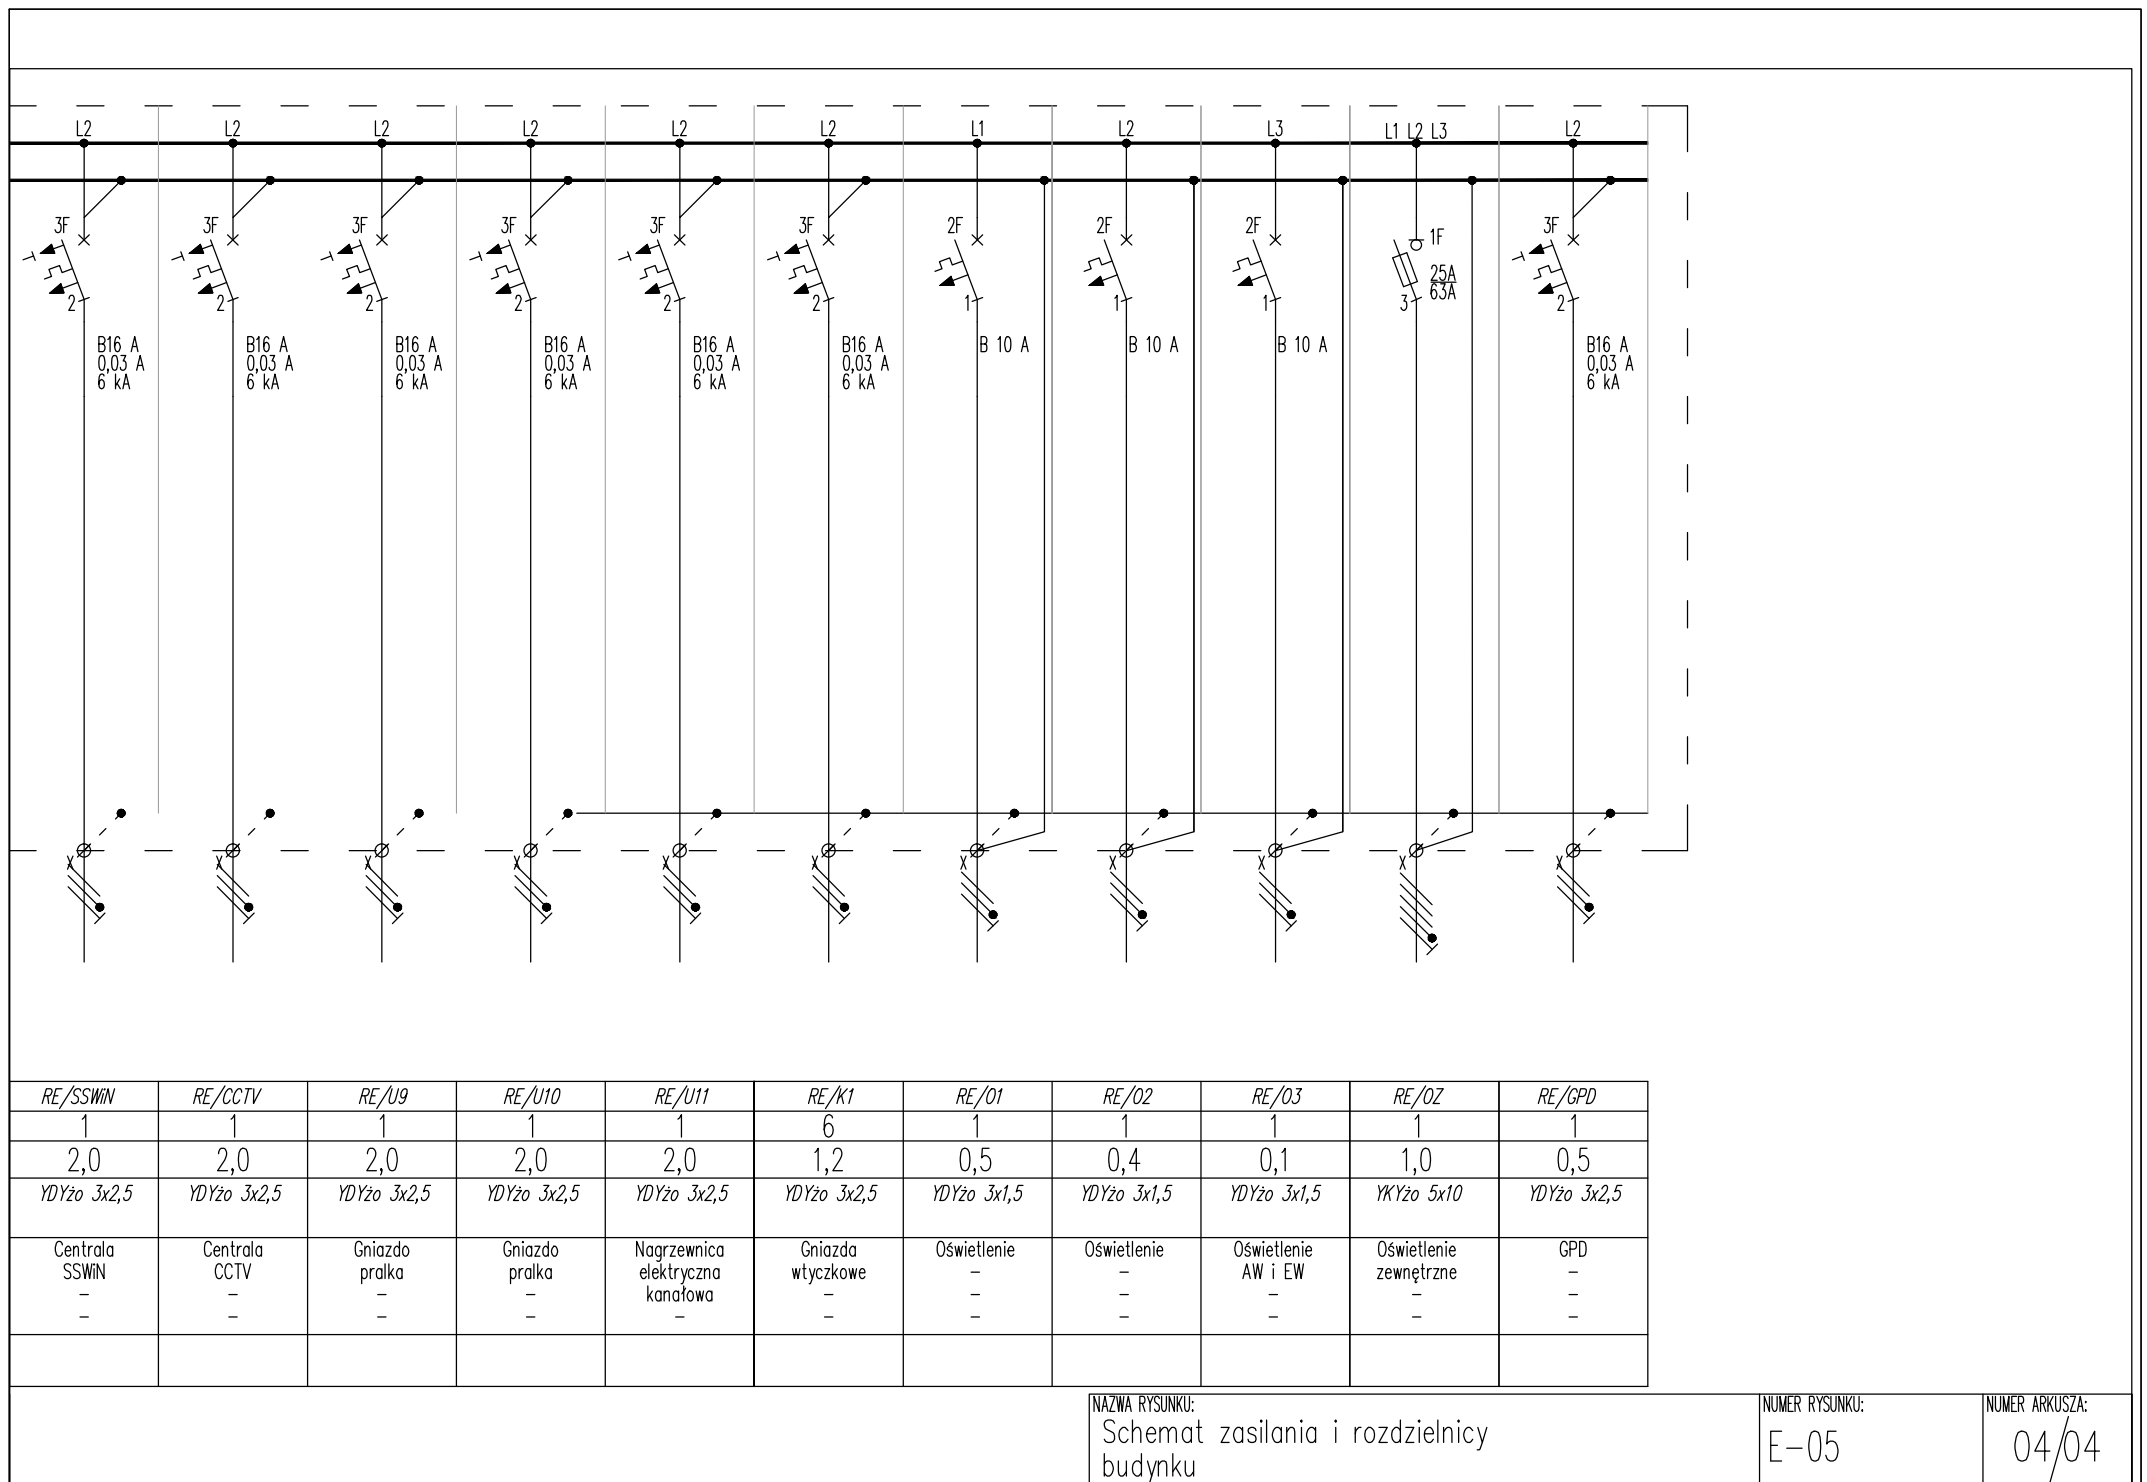 L2 L2 L2 L2 L2 L2 L1 L2 L3 L1 L2 L3 L2
3F 3F 3F 3F 3F 3F 2F 2F 2F 1F 3F
25A
63A
2 2 2 2 2 2 1 1 1 3 2
B16 A B16 A B16 A B16 A B16 A B16 A B 10 A B 10 A B 10 A B16 A
0,03 A 0,03 A 0,03 A 0,03 A 0,03 A 0,03 A 0,03 A
6 kA 6 kA 6 kA 6 kA 6 kA 6 kA 6 kA
RE/SSWiN RE/CCTV RE/U9 RE/U10 RE/U11 RE/K1 RE/O1 RE/O2 RE/O3 RE/OZ RE/GPD
1 1 1 1 1 6 1 1 1 1 1
2,0 2,0 2,0 2,0 2,0 1,2 0,5 0,4 0,1 1,0 0,5
YDYżo 3x2,5 YDYżo 3x2,5 YDYżo 3x2,5 YDYżo 3x2,5 YDYżo 3x2,5 YDYżo 3x2,5 YDYżo 3x1,5 YDYżo 3x1,5 YDYżo 3x1,5 YKYżo 5x10 YDYżo 3x2,5
Centrala Centrala Gniazdo Gniazdo Nagrzewnica Gniazda Oświetlenie Oświetlenie Oświetlenie Oświetlenie GPD
SSWiN CCTV pralka pralka elektryczna wtyczkowe - - AW i EW zewnętrzne -
- - - - kanałowa - - - - - -
- - - - - - - - - - -
NAZWA RYSUNKU: NUMER RYSUNKU: NUMER ARKUSZA:
Schemat zasilania i rozdzielnicy
budynku
E-05
04/04